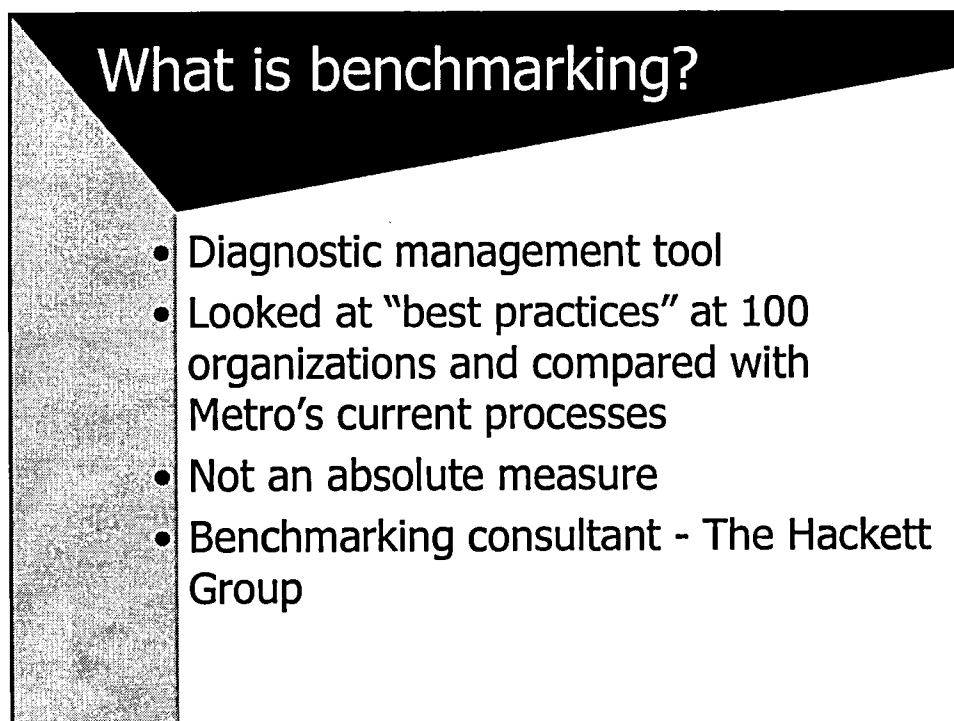 What is benchmarking?
• Diagnostic management tool
• Looked at “best practices” at 100
organizations and compared with
Metro’s current processes
• Not an absolute measure
• Benchmarking consultant - The Hackett
Group